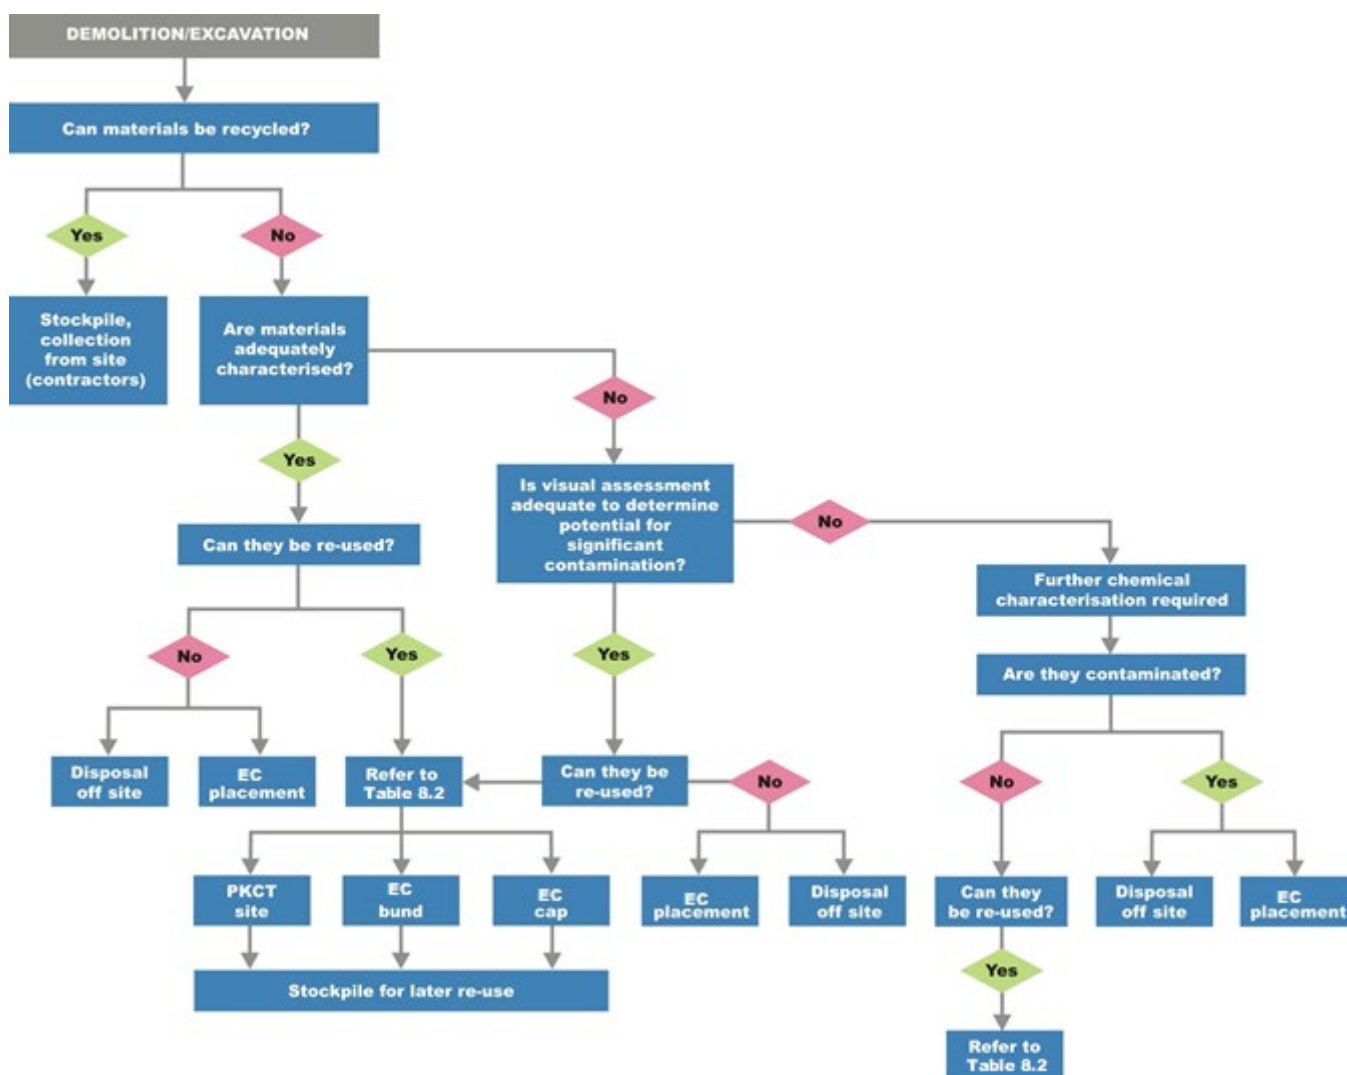 DEMOLITION/EXCAVATION
Can materials be recycled?
Yes
No
Stockpile,
collection
from site
(contractors)
Are materials
adequately
characterised?
No
Yes
Is visual assessment
adequate to determine
potential for
significant
contamination?
No
Can they be re-used?
Further chemical
characterisation required
No
Yes
Yes
Are they contaminated?
Disposal
off site
EC
placement
Refer to
Table 8.2
Can they be
re-used?
No
No
Yes
PKCT
site
EC
bund
EC
cap
EC
placement
Disposal
off site
Can they
be re-used?
Disposal
off site
EC
placement
Yes
Stockpile for later re-use
Refer to
Table 8.2